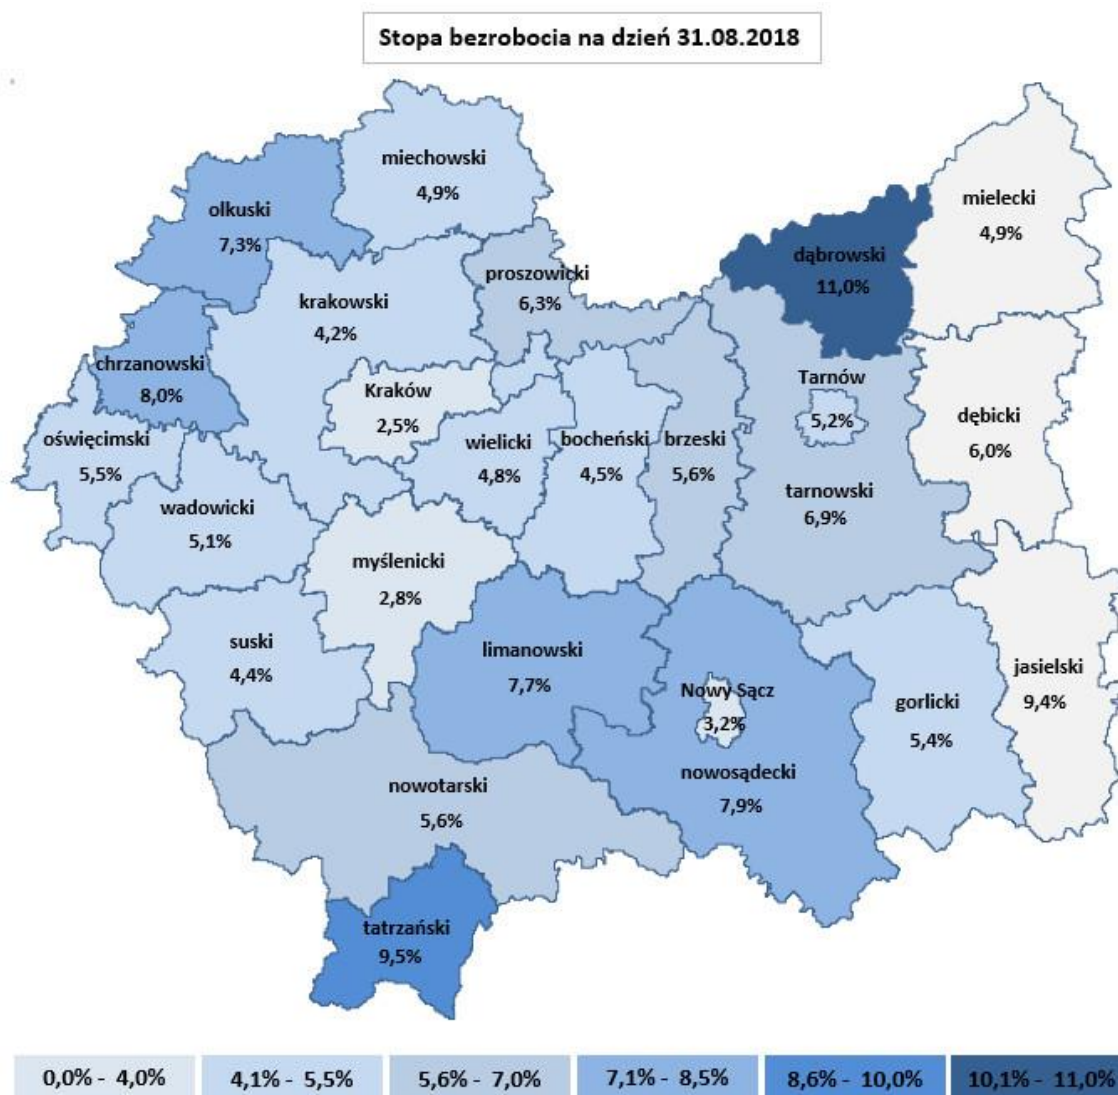 Stopa bezrobocia na dzień 31.08.2018
miechowski
4,9%
olkuski
7,3%
mielecki
4,9%
dąbrowski
11,0%
proszowicki
6,3%
krakowski
4,2%
chrzanowski
8,0%
Kraków
2,5%
Tarnów
5,2%
dębicki
6,0%
oświęcimski
5,5%
wielicki
4,8%
bocheński
4,5%
brzeski
5,6%
tarnowski
6,9%
wadowicki
5,1%
myślenicki
2,8%
suski
4,4%
limanowski
7,7%
jasielski
9,4%
Nowy Sącz
3,2%
gorlicki
5,4%
nowosądecki
7,9%
nowotarski
5,6%
tatrzański
9,5%
0,0% - 4,0%
4,1% - 5,5%
5,6% - 7,0%
7,1% - 8,5%
8,6% - 10,0%
10,1% - 11,0%